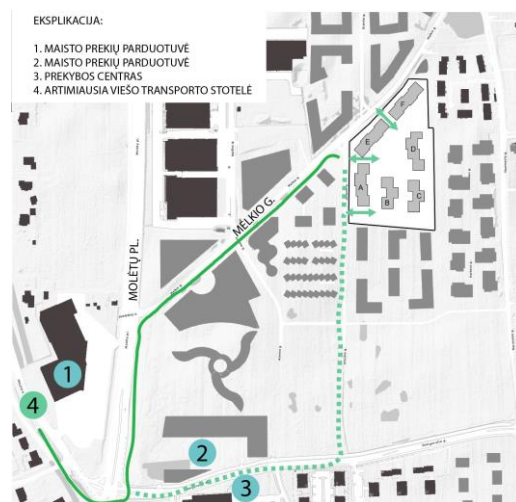 EKSPLIKACIJA:
1. MAISTO PREKIŲ PARDUOTUVĖ
2. MAISTO PREKIŲ PARDUOTUVĖ
3. PREKYBOS CENTRAS
4. ARTIMIAUSIA VIEŠO TRANSPORTO STOTELĖ
F
E
D
A
B
C
MĖLKIO G.
MOLĖTŲ PL.
1
4
2
3